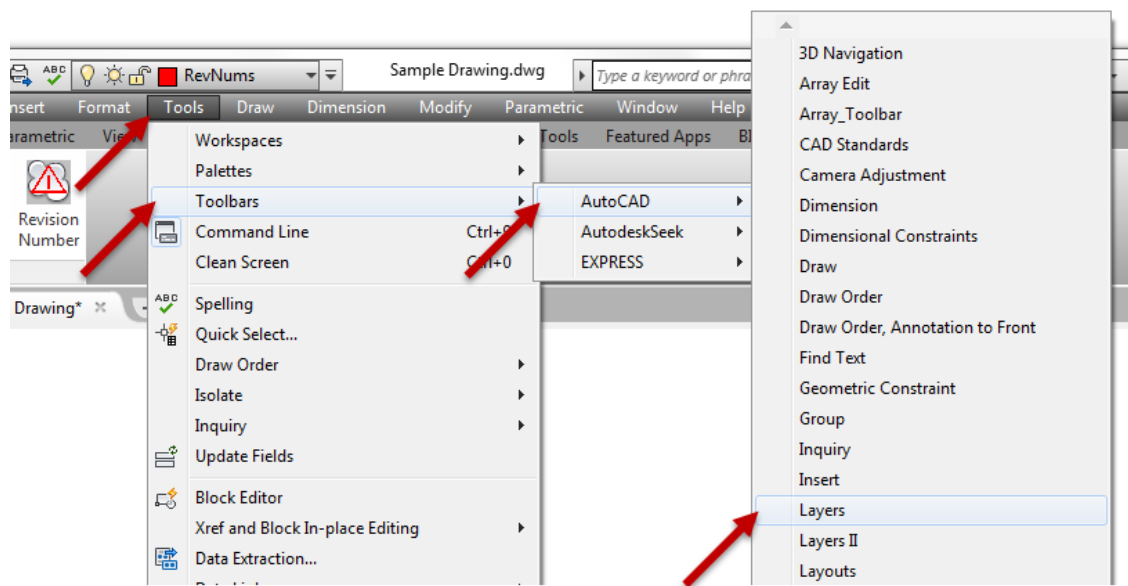 ABC RevNums Sample Drawing.dwg Type a keyword or phra
Format Tools Draw Dimension Modify Parametric Window Help
Tools Featured Apps
Revision
Number
Drawing*
Workspaces
Palettes
Toolbars
Command Line
Clean Screen Ctrl+0
ABC Spelling
Quick Select...
Draw Order
Isolate
Inquiry
Update Fields
Block Editor
Xref and Block In-place Editing
Data Extraction...
AutoCAD
AutodeskSeek
EXPRESS
3D Navigation
Array Edit
Array_Toolbar
CAD Standards
Camera Adjustment
Dimension
Dimensional Constraints
Draw
Draw Order
Draw Order, Annotation to Front
Find Text
Geometric Constraint
Group
Inquiry
Insert
Layers
Layers II
Layouts